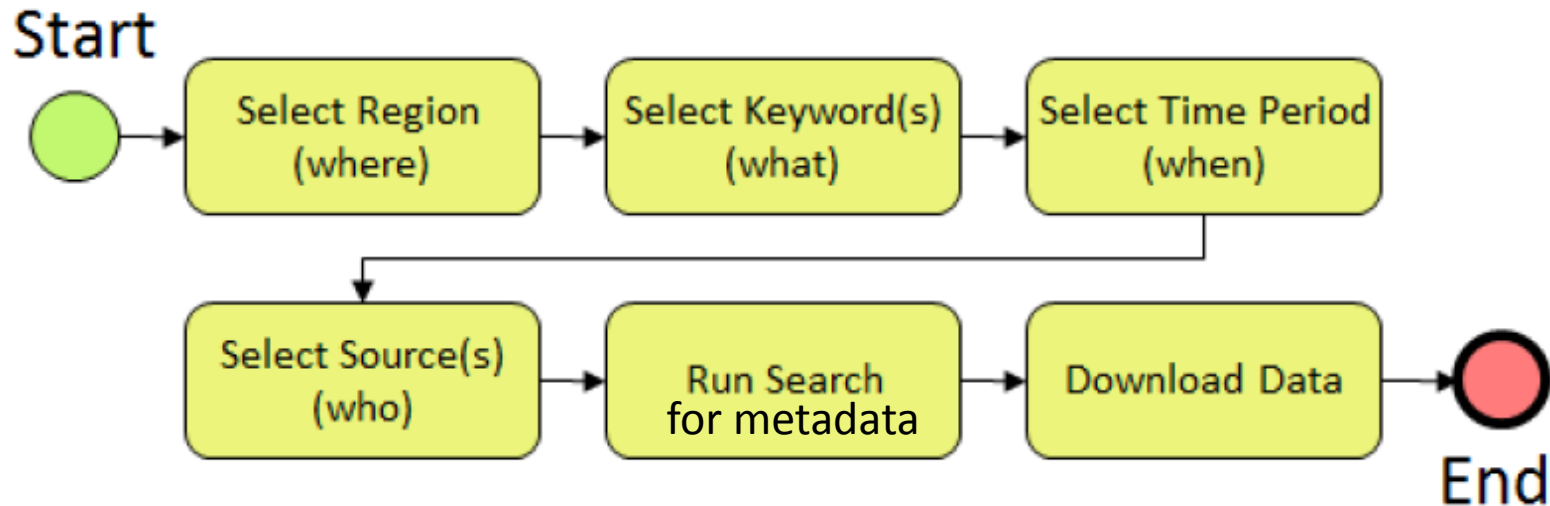 Start
Select Region
(where)
Select Keyword(s)
(what)
Select Time Period
(when)
Select Source(s)
(who)
Run Search
for metadata
Download Data
End